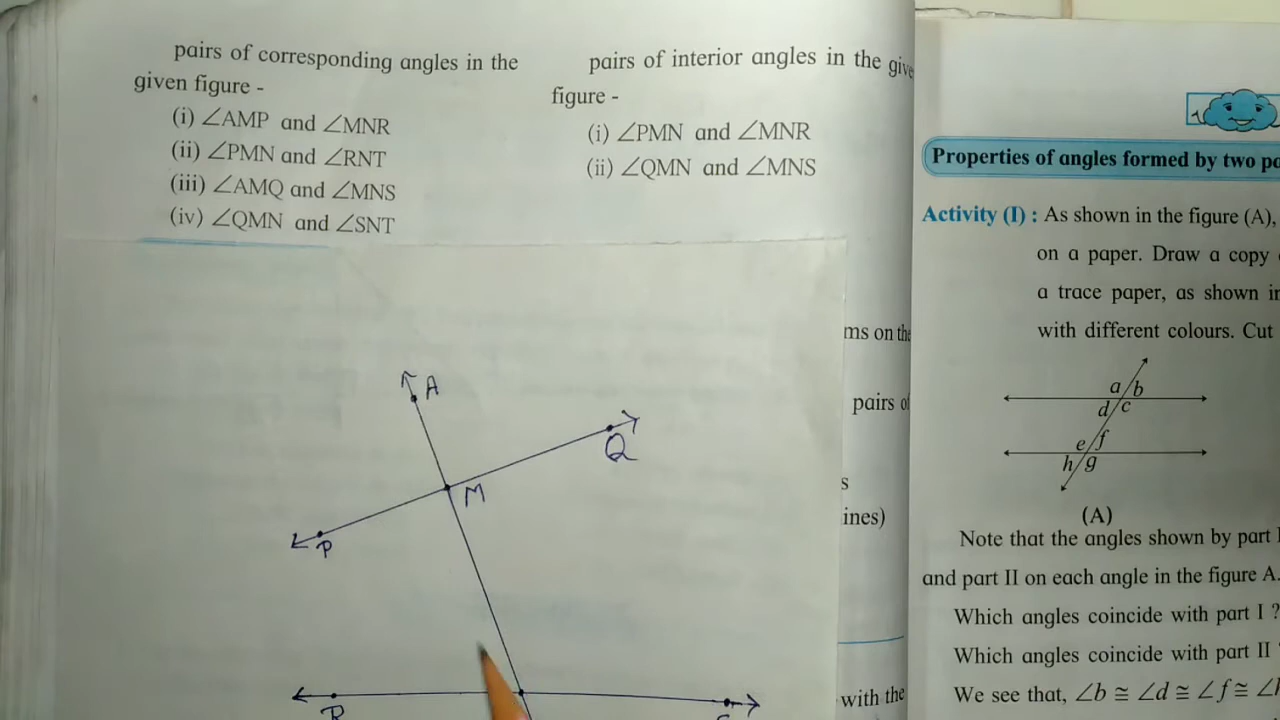 pairs of corresponding angles in the
given figure -
(i) ∠AMP and ∠MNR
(ii) ∠PMN and ∠RNT
(iii) ∠AMQ and ∠MNS
(iv) ∠QMN and ∠SNT
pairs of interior angles in the give
figure -
(i) ∠PMN and ∠MNR
(ii) ∠QMN and ∠MNS
A
Q
M
P
ms on the
pairs of
s
ines)
with the
Properties of angles formed by two pa
Activity (I) : As shown in the figure (A),
on a paper. Draw a copy
a trace paper, as shown in
with different colours. Cut
a b
d c
e f
h g
(A)
Note that the angles shown by part I
and part II on each angle in the figure A.
Which angles coincide with part I ?
Which angles coincide with part II
We see that, ∠b ≅ ∠d ≅ ∠f ≅ ∠h